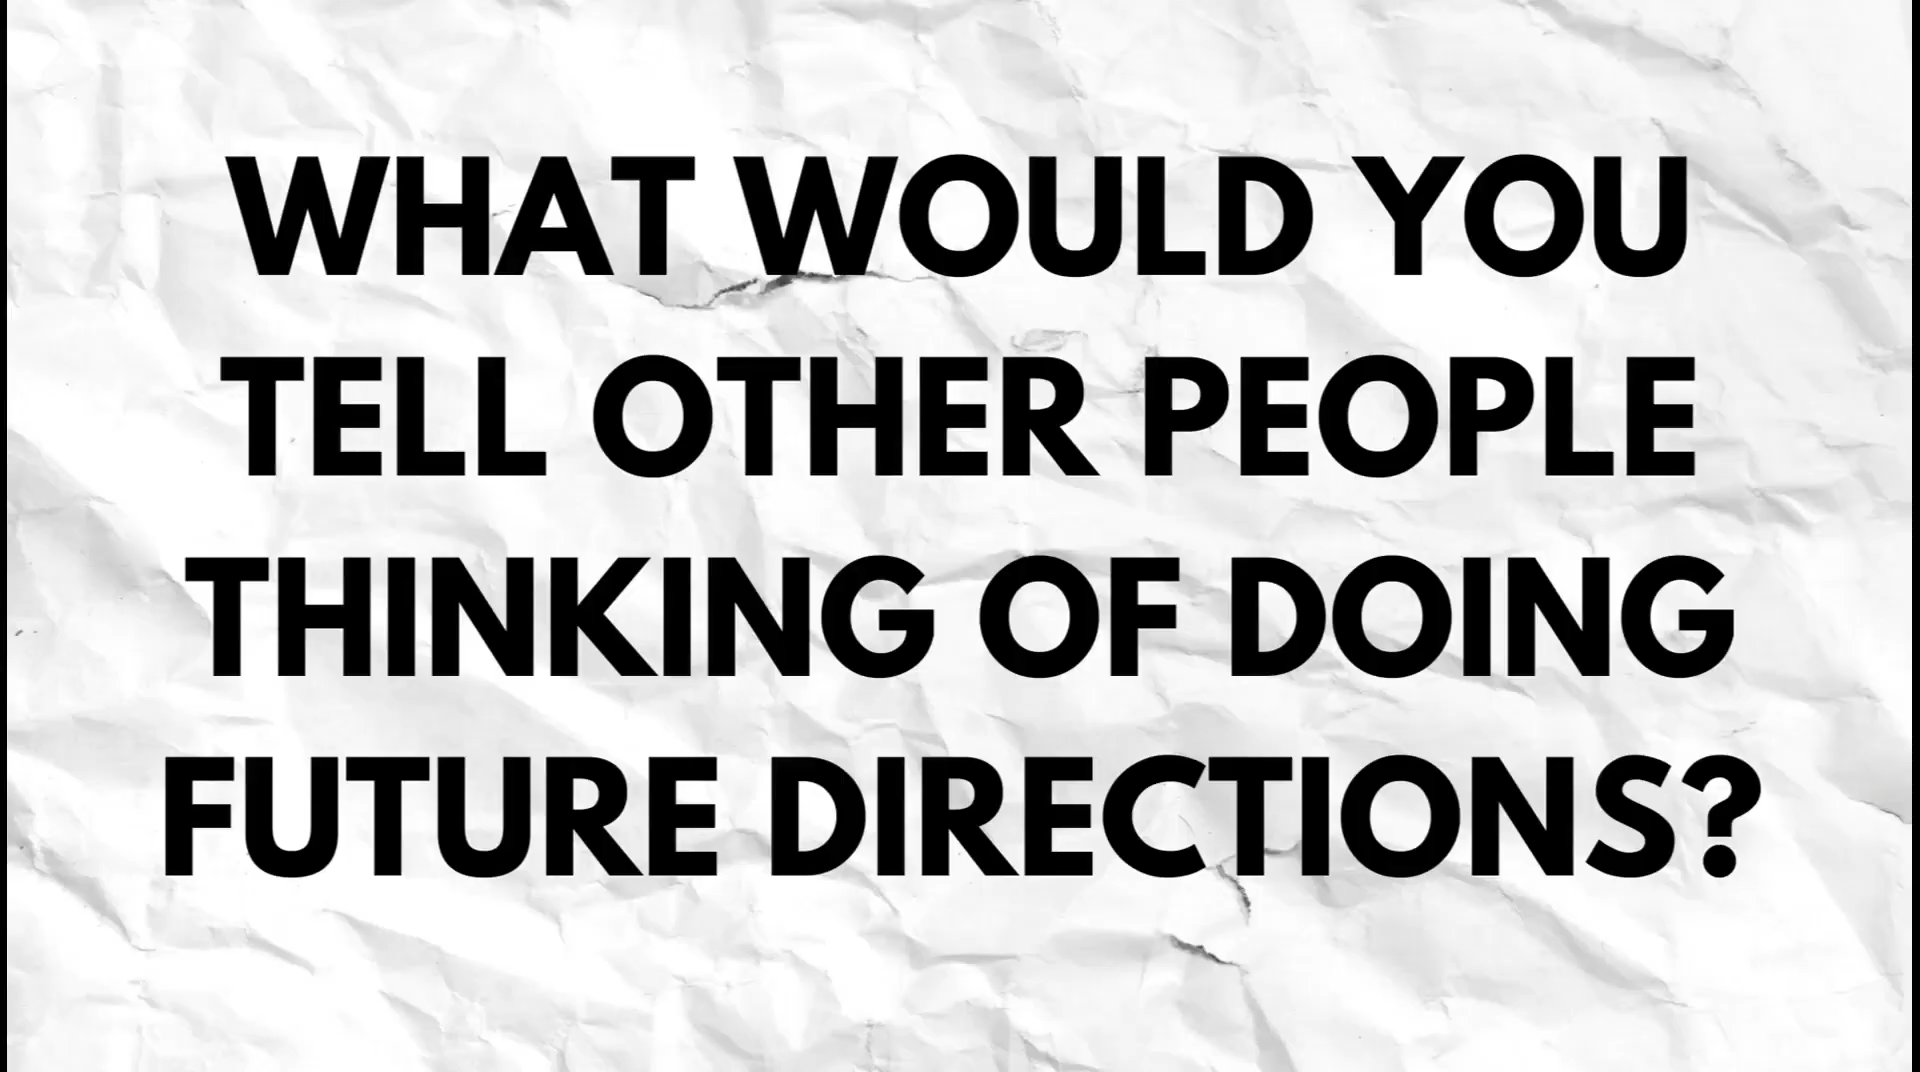 WHAT WOULD YOU
TELL OTHER PEOPLE
THINKING OF DOING
FUTURE DIRECTIONS?